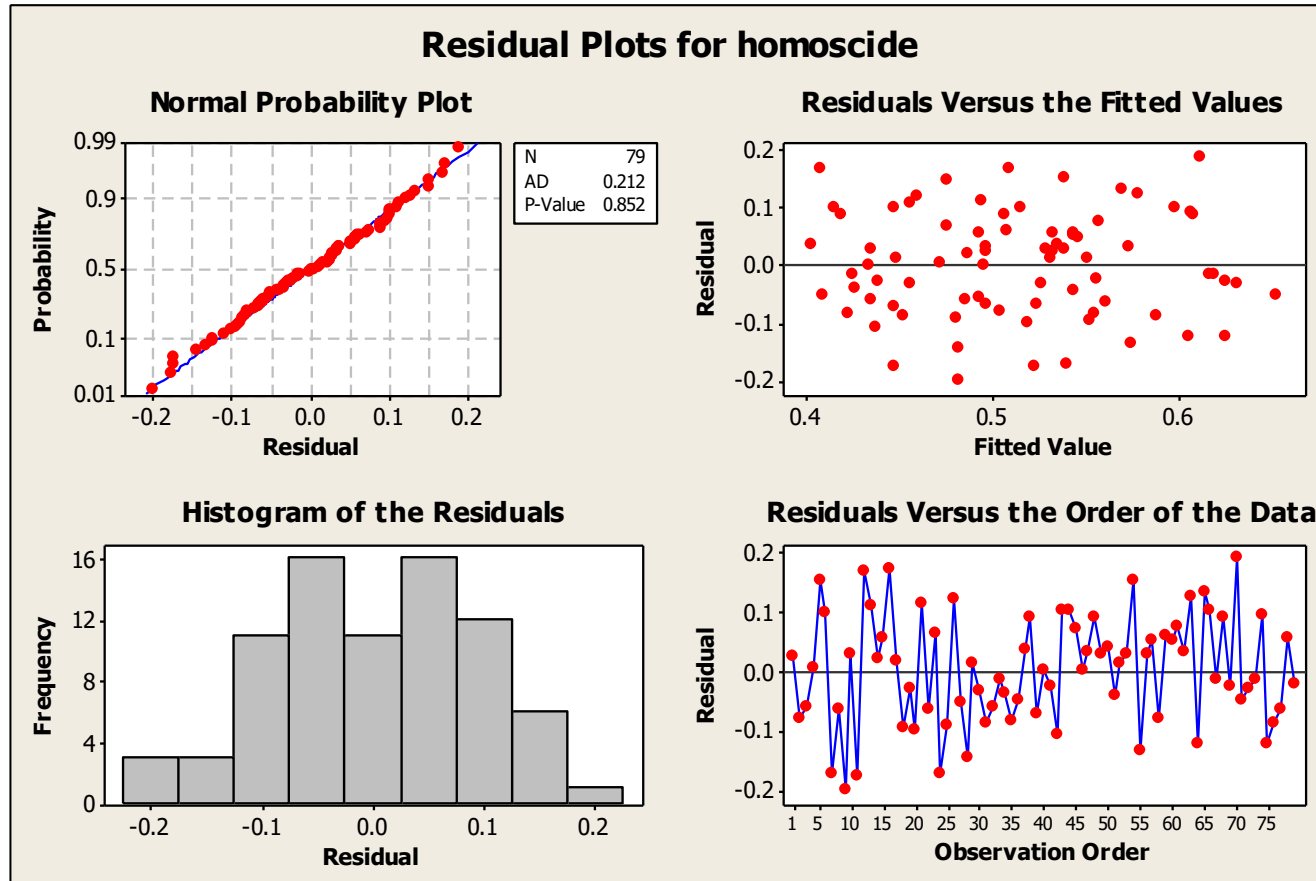 Residual Plots for homoscide
Normal Probability Plot
Probability
0.99
0.9
0.5
0.1
0.01
-0.2 -0.1 0.0 0.1 0.2
Residual
N 79
AD 0.212
P-Value 0.852
Residuals Versus the Fitted Values
Residual
0.2
0.1
0.0
-0.1
-0.2
0.4 0.5 0.6
Fitted Value
Histogram of the Residuals
Frequency
16
12
8
4
0
-0.2 -0.1 0.0 0.1 0.2
Residual
Residuals Versus the Order of the Data
Residual
0.2
0.1
0.0
-0.1
-0.2
1 5 10 15 20 25 30 35 40 45 50 55 60 65 70 75
Observation Order